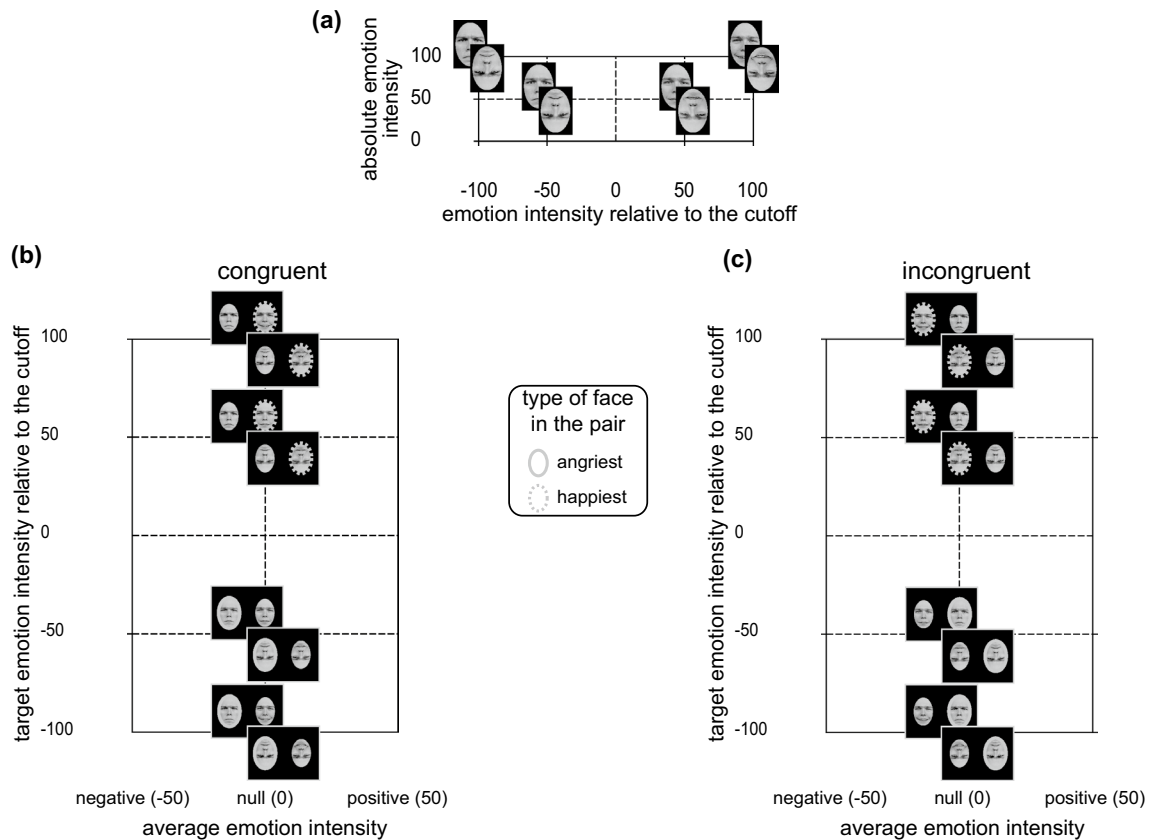 (a)
absolute emotion
intensity
100
50
0
-100 -50 0 50 100
emotion intensity relative to the cutoff
(b)
congruent
target emotion intensity relative to the cutoff
100
50
0
-50
-100
negative (-50) null (0) positive (50)
average emotion intensity
type of face
in the pair
angriest
happiest
(c)
incongruent
target emotion intensity relative to the cutoff
100
50
0
-50
-100
negative (-50) null (0) positive (50)
average emotion intensity